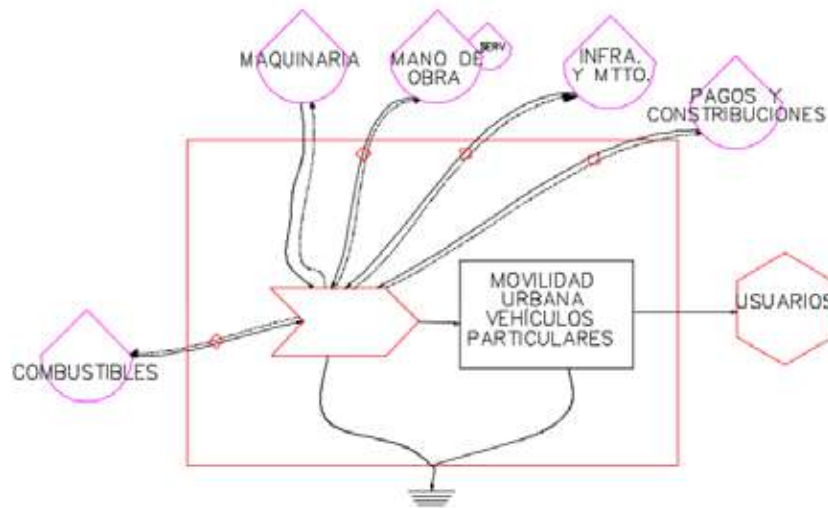 MAQUINARIA
MANO DE
OBRA
SERV
INFRA.
Y MTTO.
PAGOS Y
CONSTRIBUCIONES
MOVILIDAD
URBANA
VEHÍCULOS
PARTICULARES
USUARIOS
COMBUSTIBLES